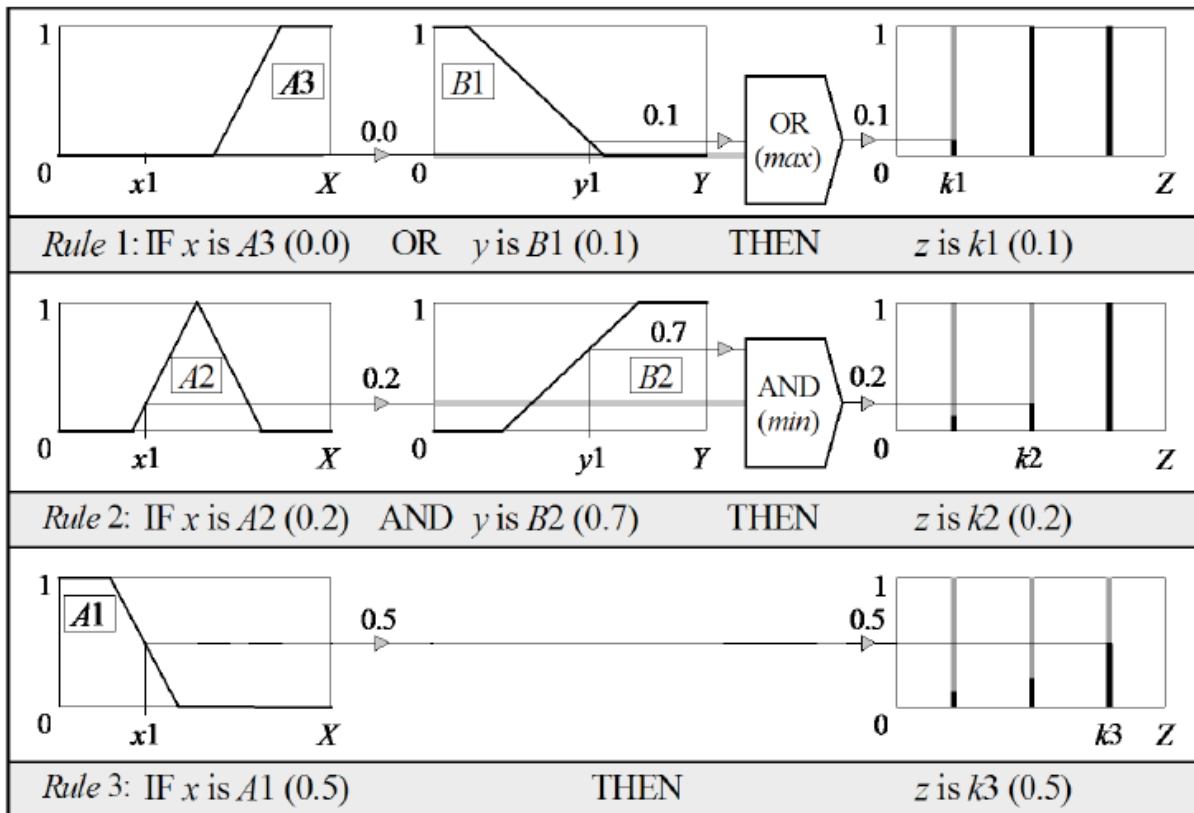 1 A3 1 B1 0.1 OR (max) 0.1 1
0.0
0 x1 X 0 y1 Y 0 k1 Z
Rule 1: IF x is A3 (0.0) OR y is B1 (0.1) THEN z is k1 (0.1)
1 A2 0.2 1 0.7 B2 AND (min) 0.2 1
0 x1 X 0 y1 Y 0 k2 Z
Rule 2: IF x is A2 (0.2) AND y is B2 (0.7) THEN z is k2 (0.2)
1 A1 0.5 1 0.5
0 x1 X 0 k3 Z
Rule 3: IF x is A1 (0.5) THEN z is k3 (0.5)